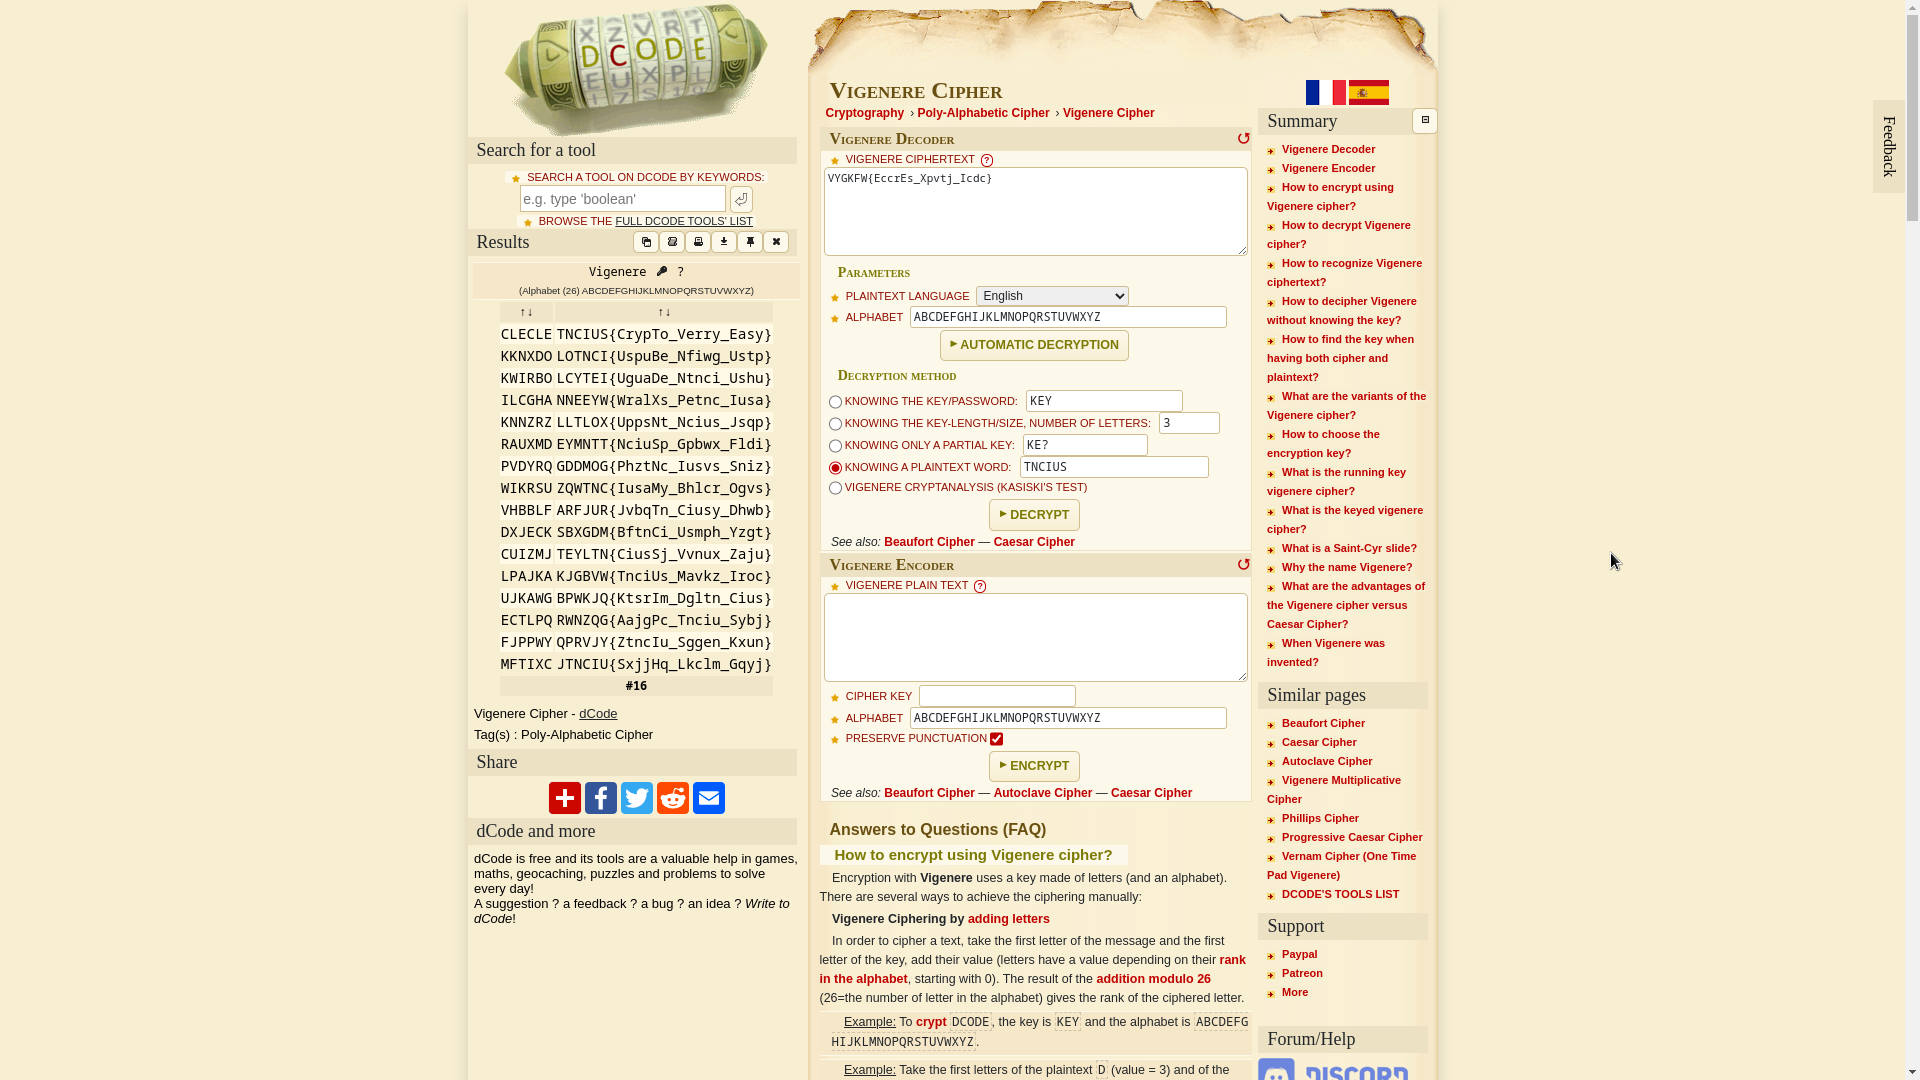 DCODE
Search for a tool
SEARCH A TOOL ON DCODE BY KEYWORDS:
e.g. type 'boolean'
BROWSE THE FULL DCODE TOOLS' LIST
Results
Vigenere ?
(Alphabet (26) ABCDEFGHIJKLMNOPQRSTUVWXYZ)
↑↓ ↑↓
CLECLE TNCIUS{CrypTo_Verry_Easy}
KKNXDO LOTNCI{UspuBe_Nfiwg_Ustp}
KWIRBO LCYTEI{UguaDe_Ntnci_Ushu}
ILCGHA NNEEYW{WralXs_Petnc_Iusa}
KNNZRZ LLTLOX{UppsNt_Ncius_Jsqp}
RAUXMD EYMNTT{NciuSp_Gpbwx_Fldi}
PVDYRQ GDDMOG{PhztNc_Iusvs_Sniz}
WIKRSU ZQWTNC{IusaMy_Bhlcr_Ogvs}
VHBBLF ARFJUR{JvbqTn_Ciusy_Dhwb}
DXJECK SBXGDM{BftnCi_Usmph_Yzgt}
CUIZMJ TEYLTN{CiusSj_Vvnux_Zaju}
LPAJKA KJGBVW{TnciUs_Mavkz_Iroc}
UJKAWG BPWKJQ{KtsrIm_Dgltn_Cius}
ECTLPQ RWNZQG{AajgPc_Tnciu_Sybj}
FJPPWY QPRVJY{ZtncIu_Sggen_Kxun}
MFTIXC JTNCIU{SxjjHq_Lkclm_Gqyj}
#16
Vigenere Cipher - dCode
Tag(s) : Poly-Alphabetic Cipher
Share
dCode and more
dCode is free and its tools are a valuable help in games,
maths, geocaching, puzzles and problems to solve
every day!
A suggestion ? a feedback ? a bug ? an idea ? Write to
dCode!
Vigenere Cipher
Cryptography › Poly-Alphabetic Cipher › Vigenere Cipher
Vigenere Decoder
VIGENERE CIPHERTEXT ?
VYGKFW{EccrEs_Xpvtj_Icdc}
Parameters
PLAINTEXT LANGUAGE English
ALPHABET ABCDEFGHIJKLMNOPQRSTUVWXYZ
AUTOMATIC DECRYPTION
Decryption method
KNOWING THE KEY/PASSWORD: KEY
KNOWING THE KEY-LENGTH/SIZE, NUMBER OF LETTERS: 3
KNOWING ONLY A PARTIAL KEY: KE?
KNOWING A PLAINTEXT WORD: TNCIUS
VIGENERE CRYPTANALYSIS (KASISKI'S TEST)
DECRYPT
See also: Beaufort Cipher — Caesar Cipher
Vigenere Encoder
VIGENERE PLAIN TEXT ?
CIPHER KEY
ALPHABET ABCDEFGHIJKLMNOPQRSTUVWXYZ
PRESERVE PUNCTUATION
ENCRYPT
See also: Beaufort Cipher — Autoclave Cipher — Caesar Cipher
Answers to Questions (FAQ)
How to encrypt using Vigenere cipher?
Encryption with Vigenere uses a key made of letters (and an alphabet).
There are several ways to achieve the ciphering manually:
Vigenere Ciphering by adding letters
In order to cipher a text, take the first letter of the message and the first
letter of the key, add their value (letters have a value depending on their rank
in the alphabet, starting with 0). The result of the addition modulo 26
(26=the number of letter in the alphabet) gives the rank of the ciphered letter.
Example: To crypt DCODE, the key is KEY and the alphabet is ABCDEFG
HIJKLMNOPQRSTUVWXYZ.
Example: Take the first letters of the plaintext D (value = 3) and of the
Summary
Vigenere Decoder
Vigenere Encoder
How to encrypt using
Vigenere cipher?
How to decrypt Vigenere
cipher?
How to recognize Vigenere
ciphertext?
How to decipher Vigenere
without knowing the key?
How to find the key when
having both cipher and
plaintext?
What are the variants of the
Vigenere cipher?
How to choose the
encryption key?
What is the running key
vigenere cipher?
What is the keyed vigenere
cipher?
What is a Saint-Cyr slide?
Why the name Vigenere?
What are the advantages of
the Vigenere cipher versus
Caesar Cipher?
When Vigenere was
invented?
Similar pages
Beaufort Cipher
Caesar Cipher
Autoclave Cipher
Vigenere Multiplicative
Cipher
Phillips Cipher
Progressive Caesar Cipher
Vernam Cipher (One Time
Pad Vigenere)
DCODE'S TOOLS LIST
Support
Paypal
Patreon
More
Forum/Help
DISCORD
Feedback